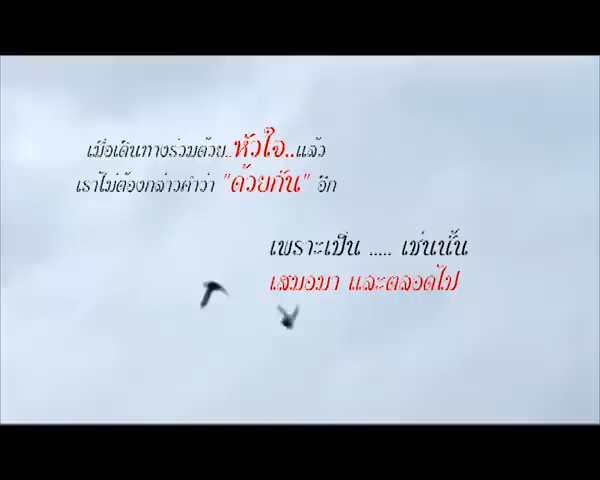 เมื่อเดินทางร่วมด้วย..หัวใจ..แล้ว
เราไม่ต้องกล่าวคำว่า "ด้วยกัน" อีก
เพราะเป็น ..... เช่นนั้น
เสมอมา และตลอดไป